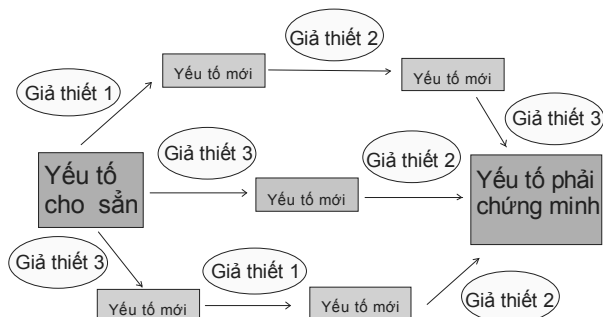 Giả thiết 2
Yếu tố mới
Yếu tố mới
Giả thiết 1
Giả thiết 3
Giả thiết 3
Giả thiết 2
Yếu tố
cho sẳn
Yếu tố mới
Yếu tố phải
chứng minh
Giả thiết 3
Giả thiết 1
Yếu tố mới
Yếu tố mới
Giả thiết 2